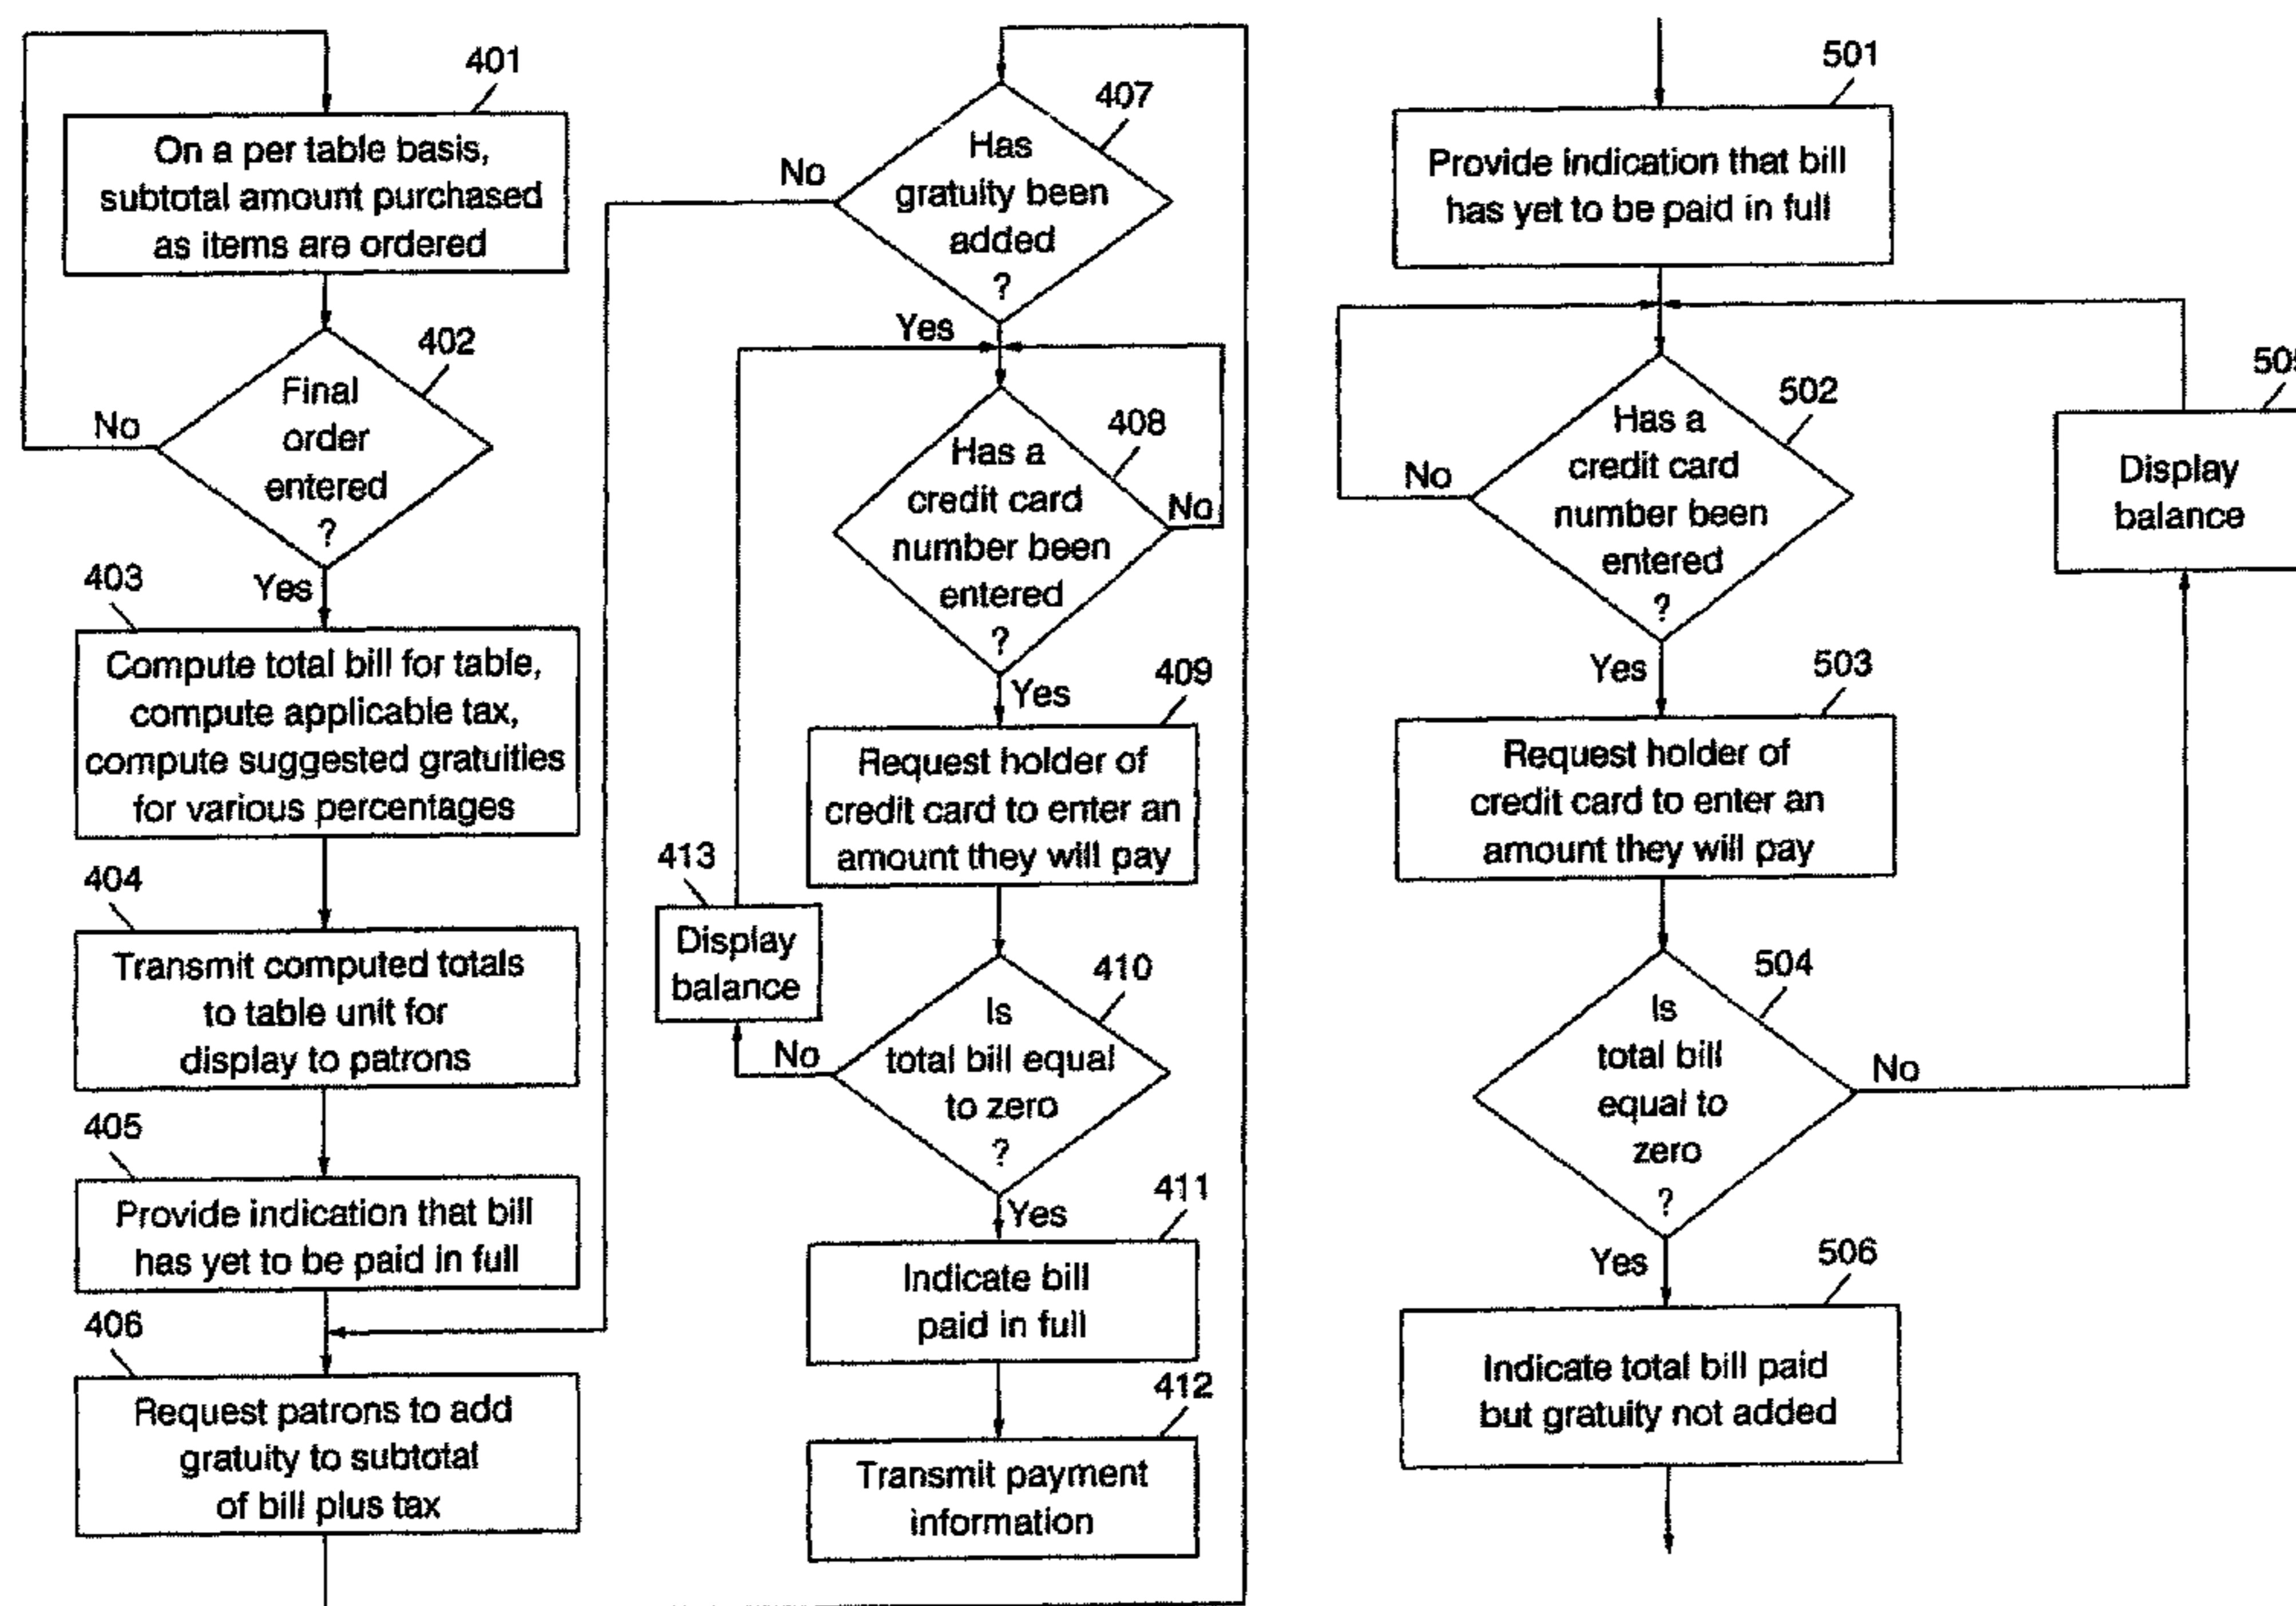 401
On a per table basis,
subtotal amount purchased
as items are ordered
402
Final
order
entered
?
No
Yes
403
Compute total bill for table,
compute applicable tax,
compute suggested gratuities
for various percentages
404
Transmit computed totals
to table unit for
display to patrons
405
Provide indication that bill
has yet to be paid in full
406
Request patrons to add
gratuity to subtotal
of bill plus tax
407
Has
gratuity been
added
?
No
Yes
408
Has a
credit card
number been
entered
?
No
Yes
409
Request holder of
credit card to enter an
amount they will pay
413
Display
balance
410
Is
total bill equal
to zero
?
No
Yes
411
Indicate bill
paid in full
412
Transmit payment
information
501
Provide indication that bill
has yet to be paid in full
502
Has a
credit card
number been
entered
?
No
Yes
505
Display
balance
503
Request holder of
credit card to enter an
amount they will pay
504
Is
total bill
equal to
zero
?
No
Yes
506
Indicate total bill paid
but gratuity not added